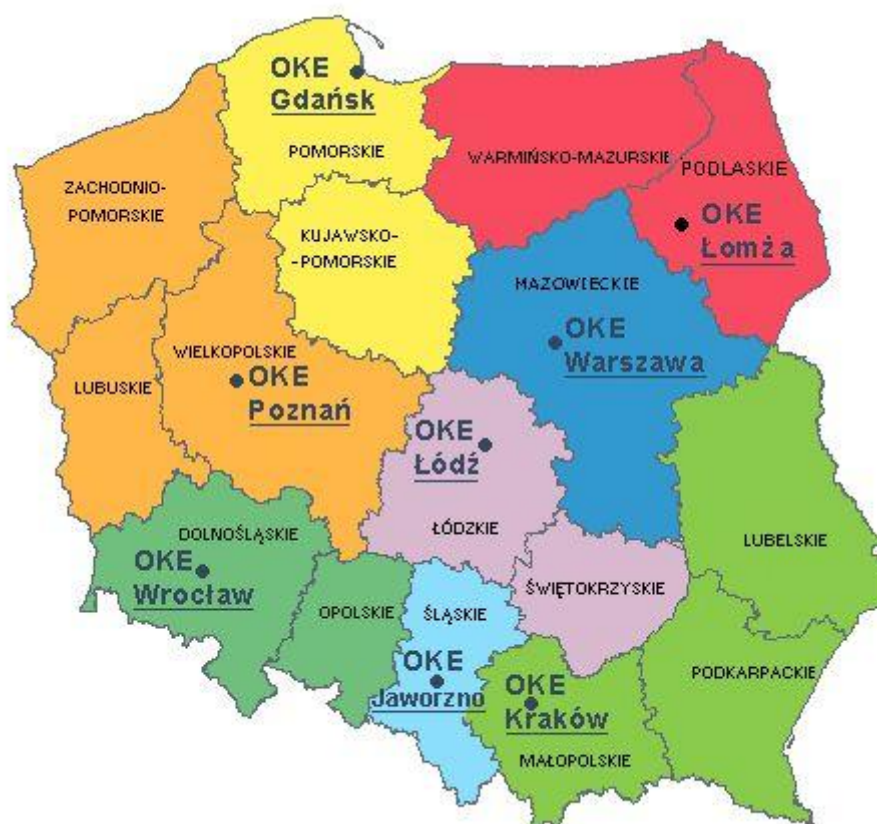 OKE
Gdańsk
POMORSKIE
WARMIŃSKO-MAZURSKIE
PODLASKIE
ZACHODNIO-
POMORSKIE
OKE
Łomża
KUJAWSKO-
-POMORSKIE
MAZOWIECKIE
OKE
Warszawa
WIELKOPOLSKIE
LUBUSKIE
OKE
Poznań
OKE
Łódź
ŁÓDZKIE
DOLNOŚLĄSKIE
OKE
Wrocław
LUBELSKIE
ŚWIĘTOKRZYSKIE
OPOLSKIE
ŚLĄSKIE
OKE
Jaworzno
OKE
Kraków
MAŁOPOLSKIE
PODKARPACKIE